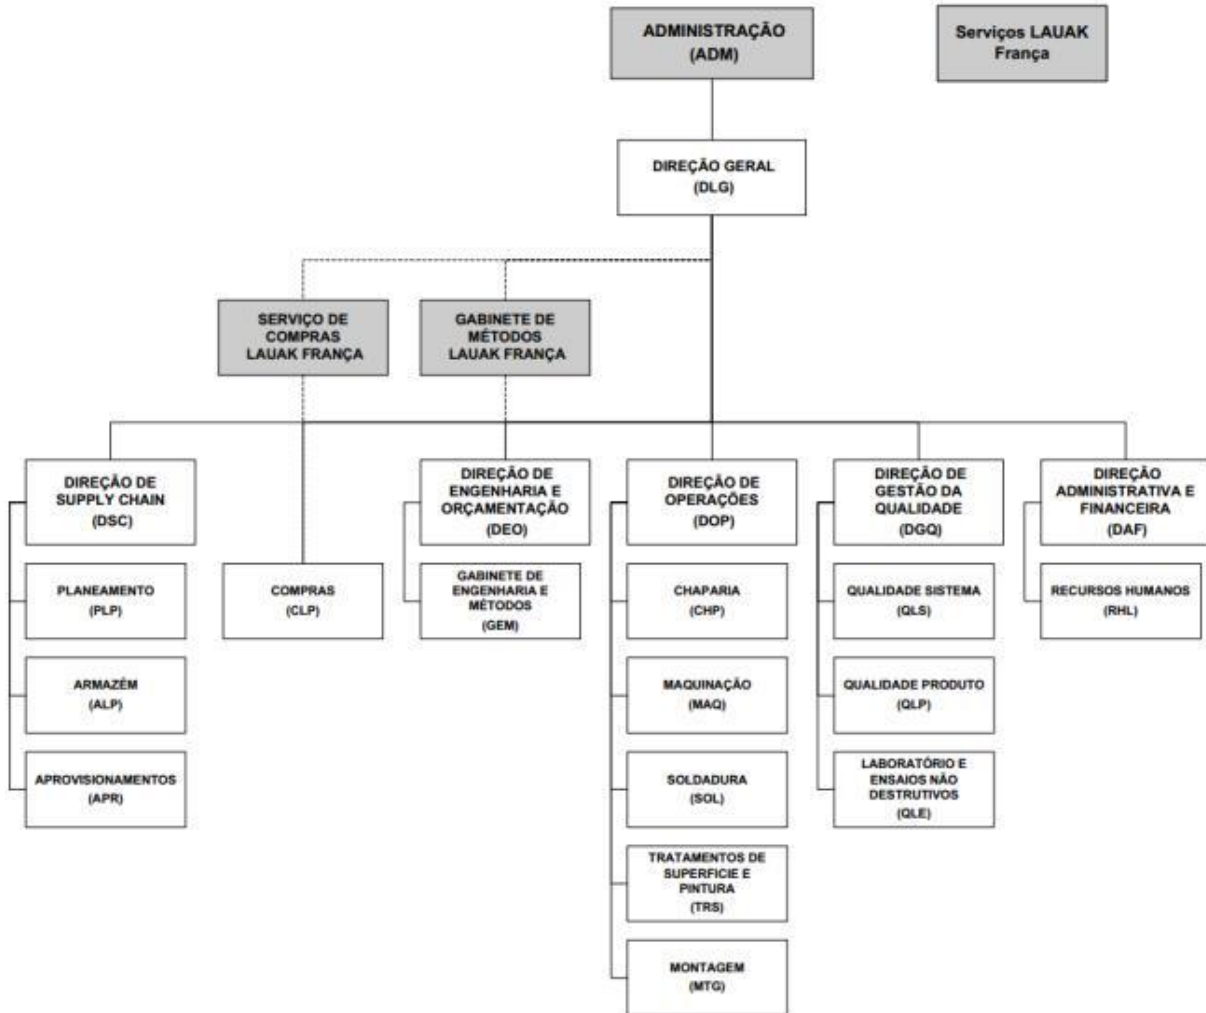 ADMINISTRAÇÃO
(ADM)
Serviços LAUAK
França
DIREÇÃO GERAL
(DLG)
SERVIÇO DE
COMPRAS
LAUAK FRANÇA
GABINETE DE
MÉTODOS
LAUAK FRANÇA
DIREÇÃO DE
SUPPLY CHAIN
(DSC)
DIREÇÃO DE
ENGENHARIA E
ORÇAMENTAÇÃO
(DEO)
DIREÇÃO DE
OPERAÇÕES
(DOP)
DIREÇÃO DE
GESTÃO DA
QUALIDADE
(DGQ)
DIREÇÃO
ADMINISTRATIVA E
FINANCEIRA
(DAF)
PLANEAMENTO
(PLP)
COMPRAS
(CLP)
GABINETE DE
ENGENHARIA E
MÉTODOS
(GEM)
CHAPARIA
(CHP)
QUALIDADE SISTEMA
(QLS)
RECURSOS HUMANOS
(RHL)
ARMAZÉM
(ALP)
MAQUINAÇÃO
(MAQ)
QUALIDADE PRODUTO
(QLP)
APROVISIONAMENTOS
(APR)
SOLDADURA
(SOL)
LABORATÓRIO E
ENSAIOS NÃO
DESTRUTIVOS
(QLE)
TRATAMENTOS DE
SUPERFICIE E
PINTURA
(TRS)
MONTAGEM
(MTG)